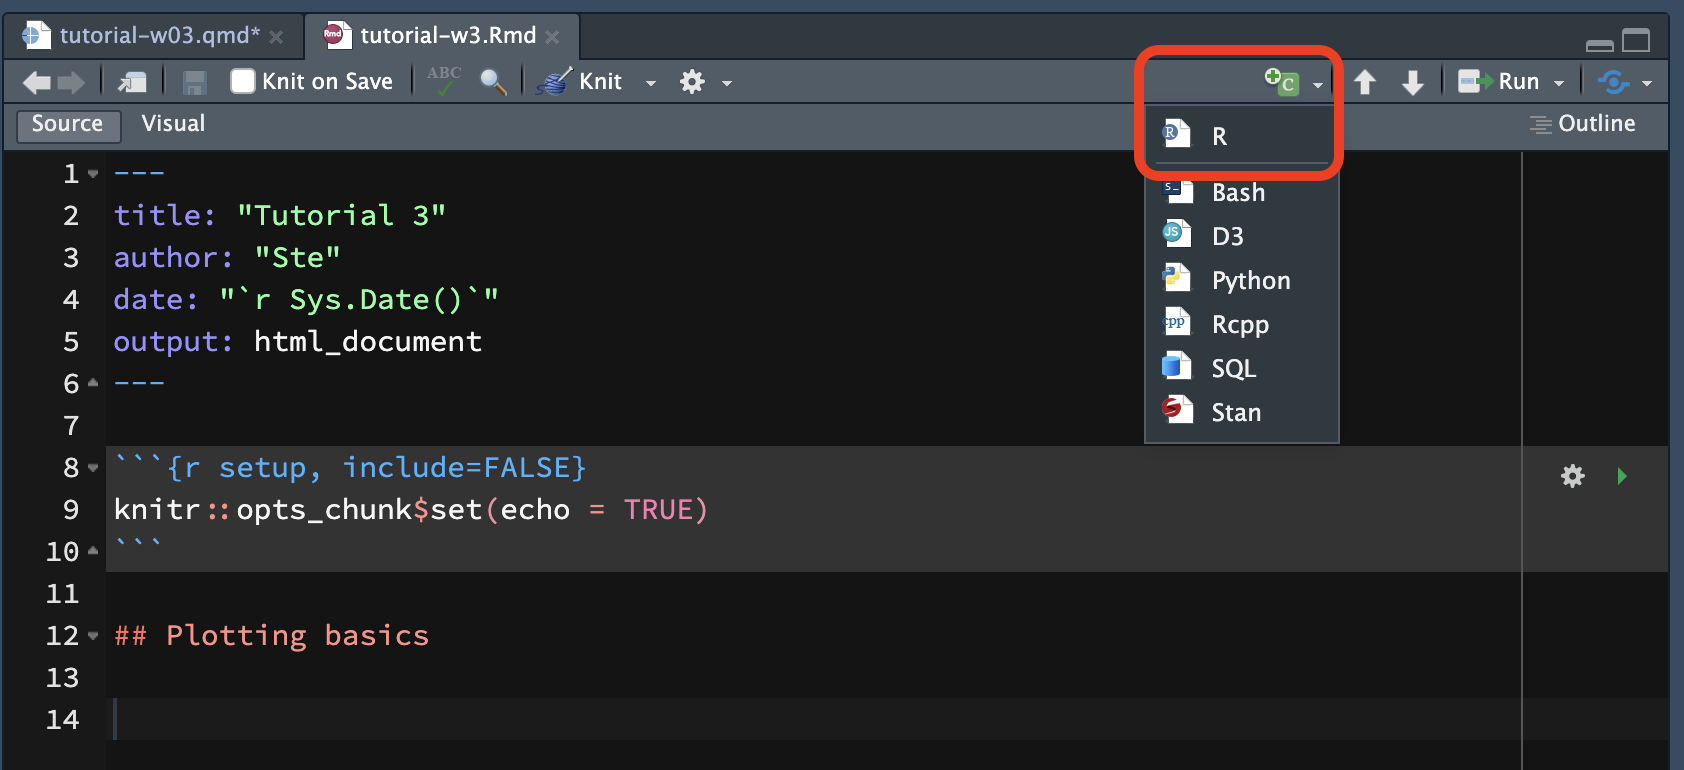 tutorial-w03.qmd* tutorial-w3.Rmd
Knit on Save ABC Knit Run
Source Visual Outline
R
Bash
D3
Python
Rcpp
SQL
Stan
1 ---
2 title: "Tutorial 3"
3 author: "Ste"
4 date: "`r Sys.Date()`"
5 output: html_document
6 ---
7
8 ```{r setup, include=FALSE}
9 knitr::opts_chunk$set(echo = TRUE)
10 ```
11
12 ## Plotting basics
13
14